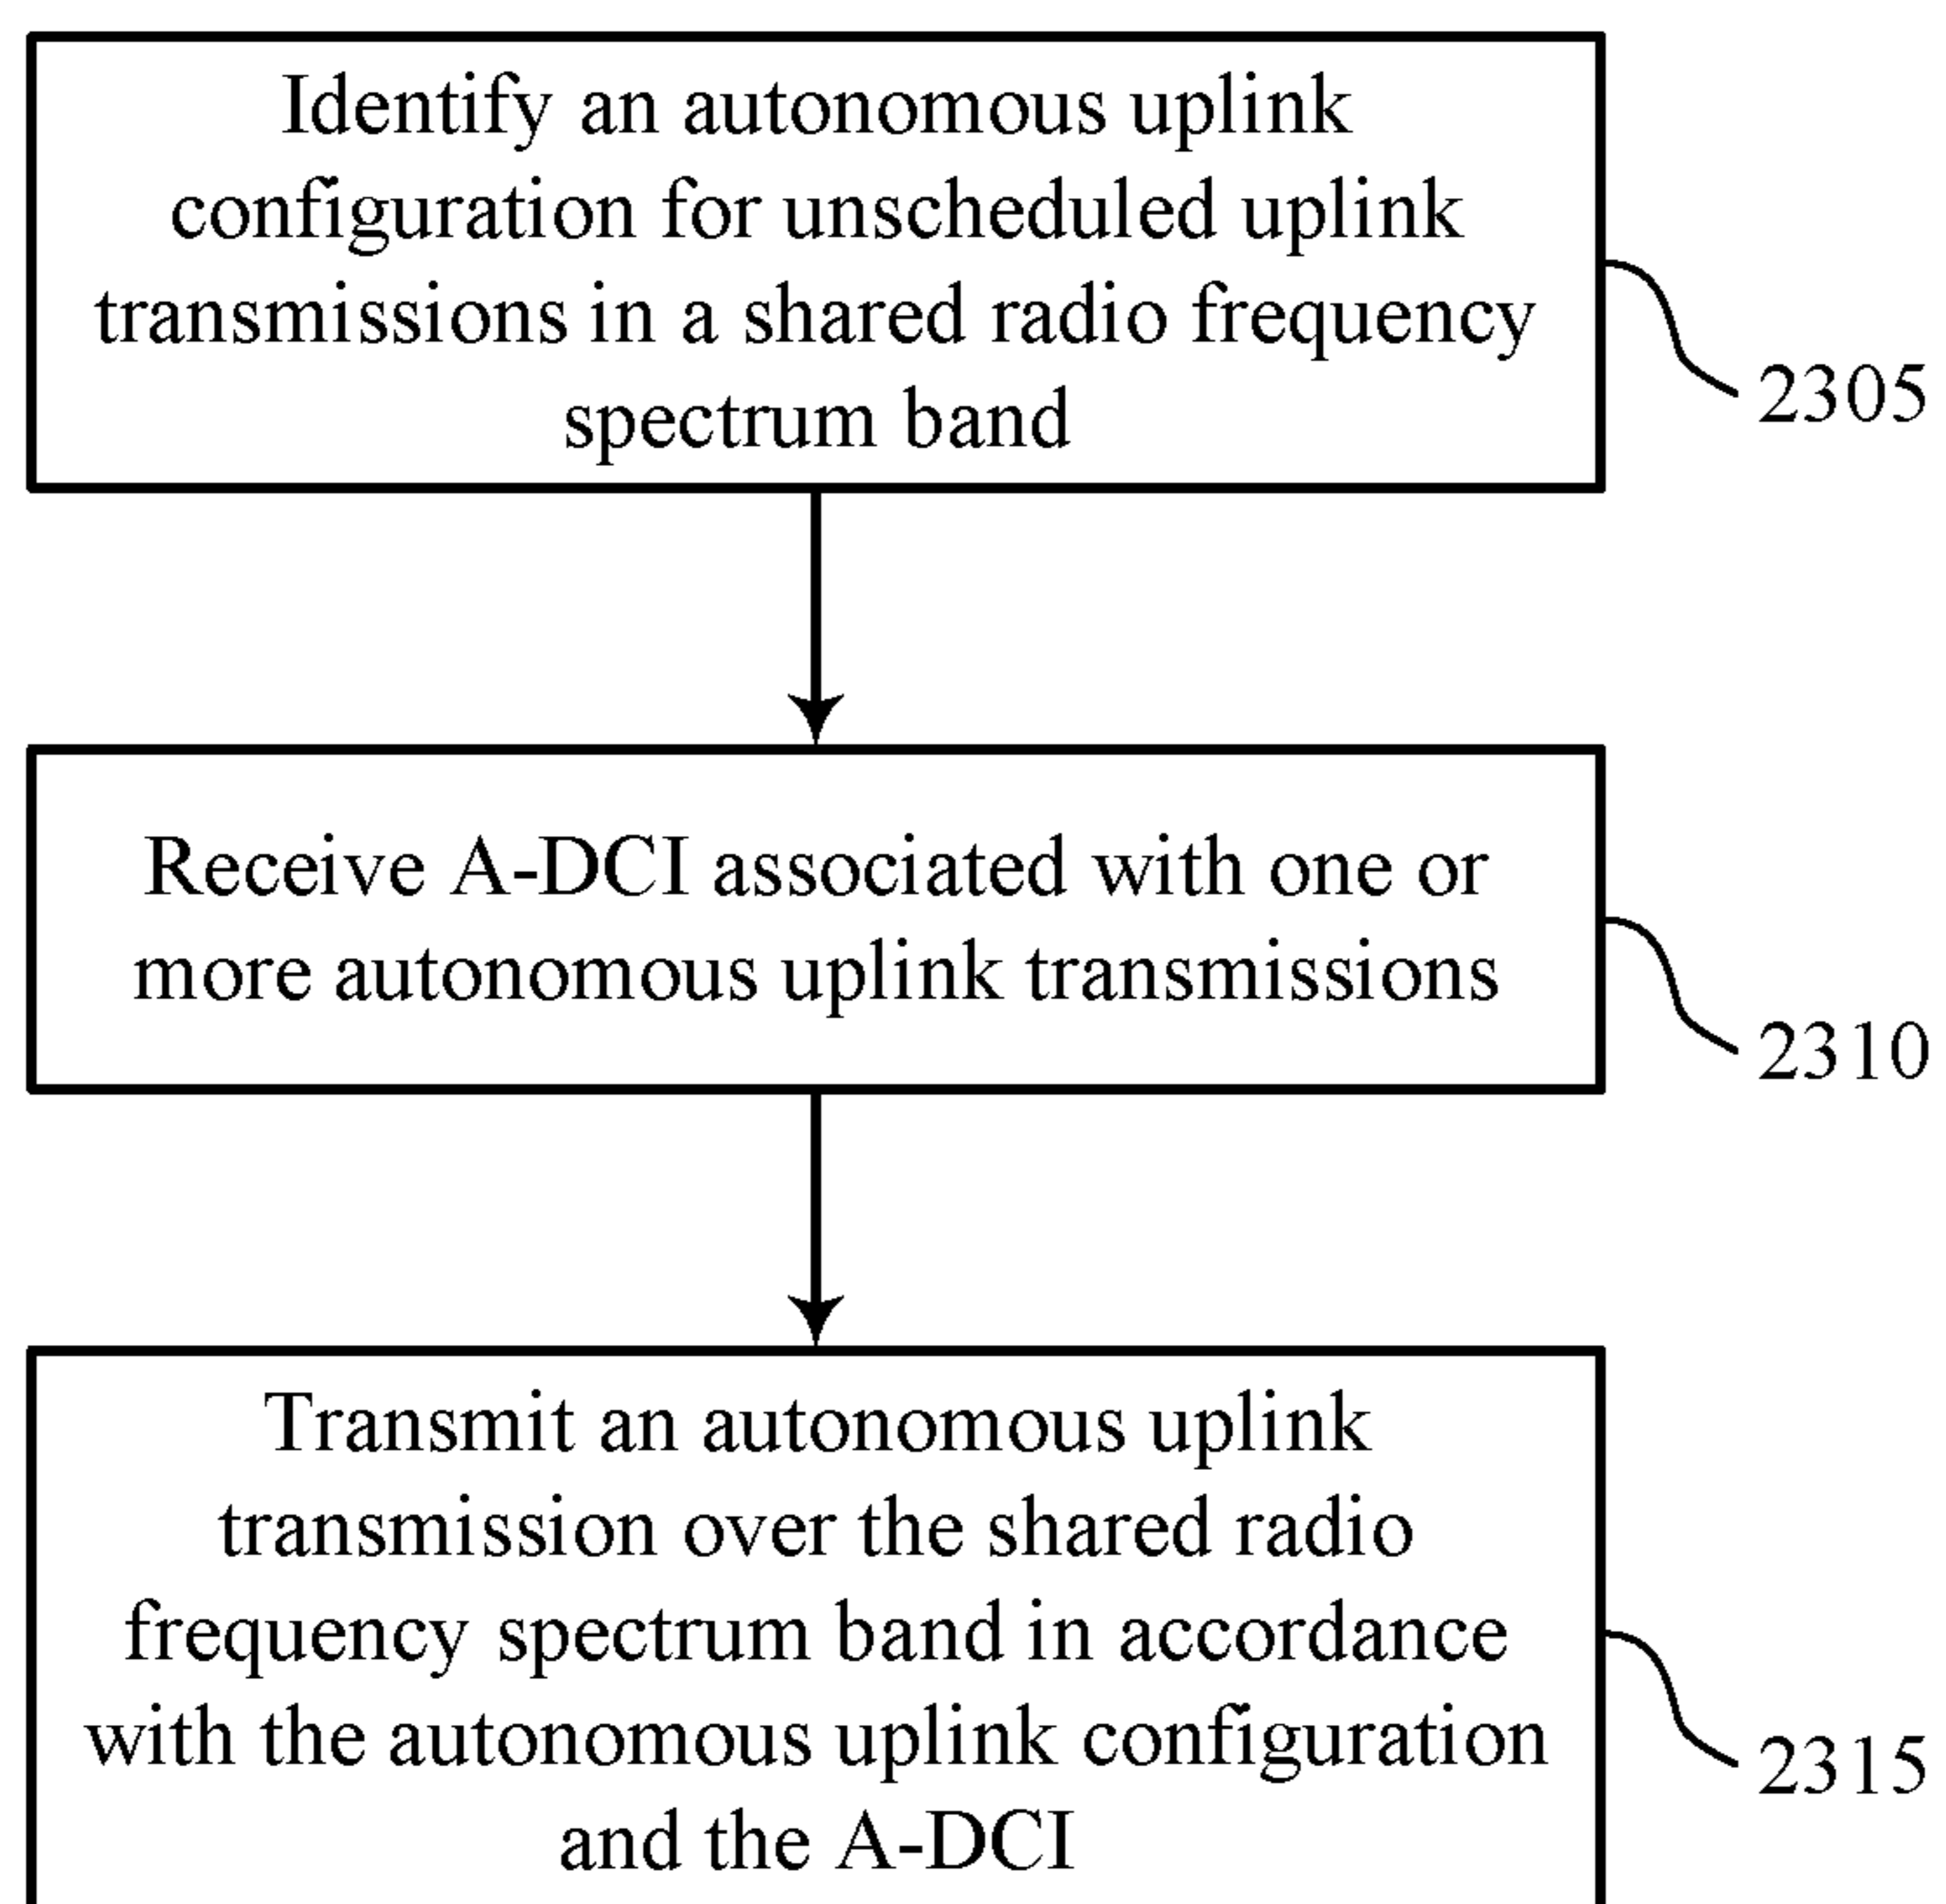 Identify an autonomous uplink
configuration for unscheduled uplink
transmissions in a shared radio frequency
spectrum band
2305
Receive A-DCI associated with one or
more autonomous uplink transmissions
2310
Transmit an autonomous uplink
transmission over the shared radio
frequency spectrum band in accordance
with the autonomous uplink configuration
and the A-DCI
2315